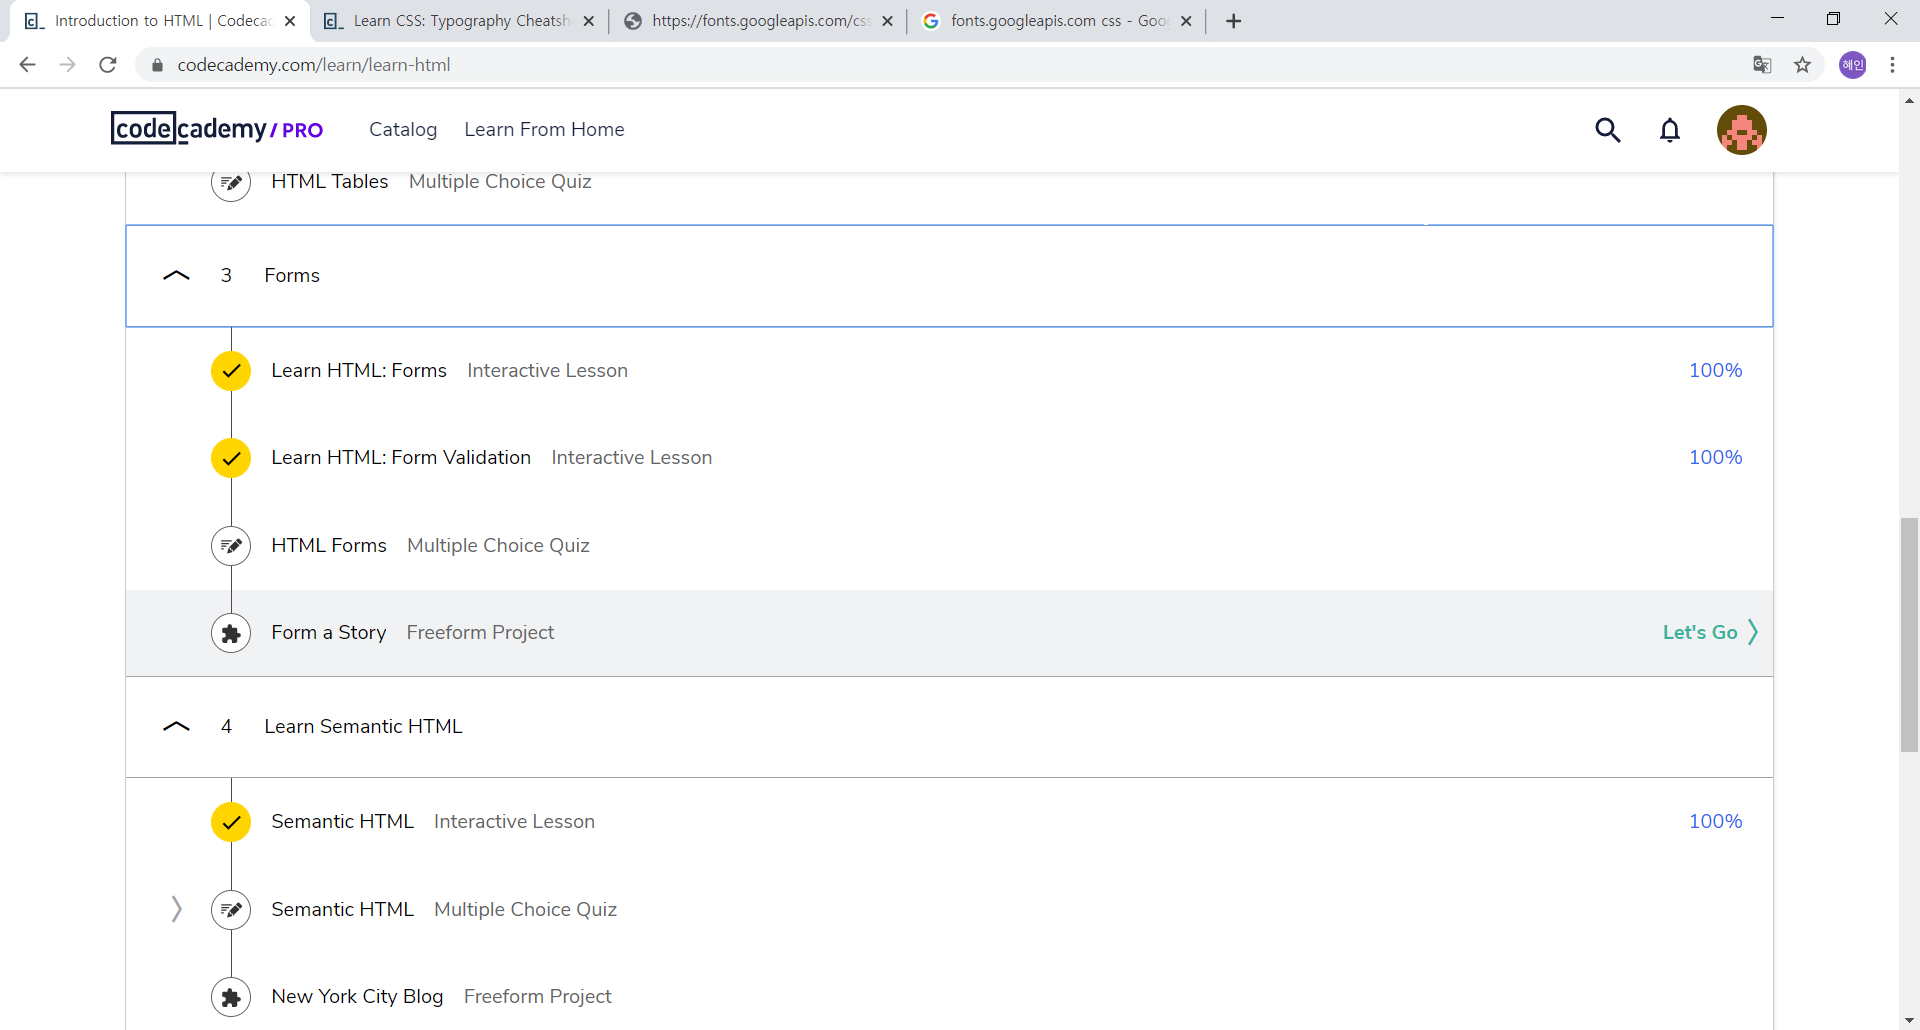 Introduction to HTML | Codecac
Learn CSS: Typography Cheatsh
https://fonts.googleapis.com/css
fonts.googleapis.com css - Goo
codecademy.com/learn/learn-html
혜인
codecademy / PRO
Catalog
Learn From Home
HTML Tables Multiple Choice Quiz
3 Forms
Learn HTML: Forms Interactive Lesson 100%
Learn HTML: Form Validation Interactive Lesson 100%
HTML Forms Multiple Choice Quiz
Form a Story Freeform Project Let's Go
4 Learn Semantic HTML
Semantic HTML Interactive Lesson 100%
Semantic HTML Multiple Choice Quiz
New York City Blog Freeform Project